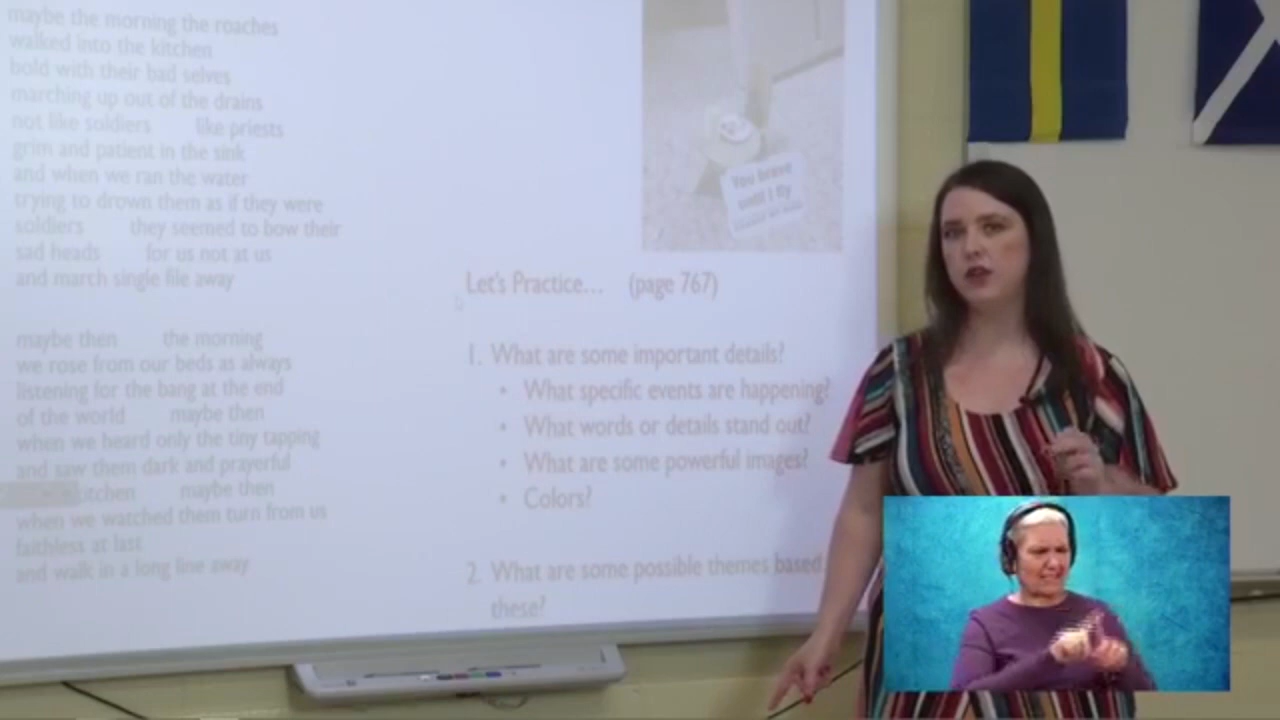 maybe the morning the roaches
walked into the kitchen
bold with their bad selves
marching up out of the drains
not like soldiers like priests
grim and patient in the sink
and when we ran the water
trying to drown them as if they were
soldiers they seemed to bow their
sad heads for us not at us
and march single file away
maybe then the morning
we rose from our beds as always
listening for the bang at the end
of the world maybe then
when we heard only the tiny tapping
and saw them dark and prayerful
kitchen maybe then
when we watched them turn from us
faithless at last
and walk in a long line away
You brave
until I fly
Let's Practice... (page 767)
1. What are some important details?
• What specific events are happening?
• What words or details stand out?
• What are some powerful images?
• Colors?
2. What are some possible themes based
these?